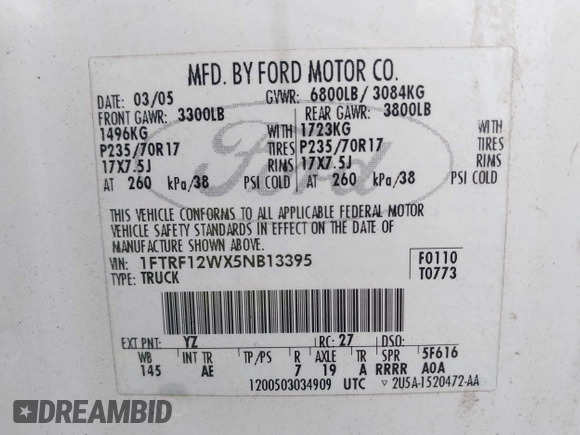 MFD. BY FORD MOTOR CO.
DATE: 03/05 GVWR: 6800LB / 3084KG
FRONT GAWR: 3300LB REAR GAWR: 3800LB
1496KG WITH 1723KG WITH
P235/70R17 TIRES P235/70R17 TIRES
17X7.5J RIMS 17X7.5J RIMS
AT 260 kPa/38 PSI COLD AT 260 kPa/38 PSI COLD
THIS VEHICLE CONFORMS TO ALL APPLICABLE FEDERAL MOTOR
VEHICLE SAFETY STANDARDS IN EFFECT ON THE DATE OF
MANUFACTURE SHOWN ABOVE.
VIN: 1FTRF12WX5NB13395 F0110
TYPE: TRUCK T0773
EXT PNT: YZ RC: 27 DSO:
WB INT TR TP/PS R AXLE TR SPR 5F616
145 AE 7 19 A RRRR A0A
1200503034909 UTC ▽ 2U5A-1520472-AA
Ford
DREAMBID